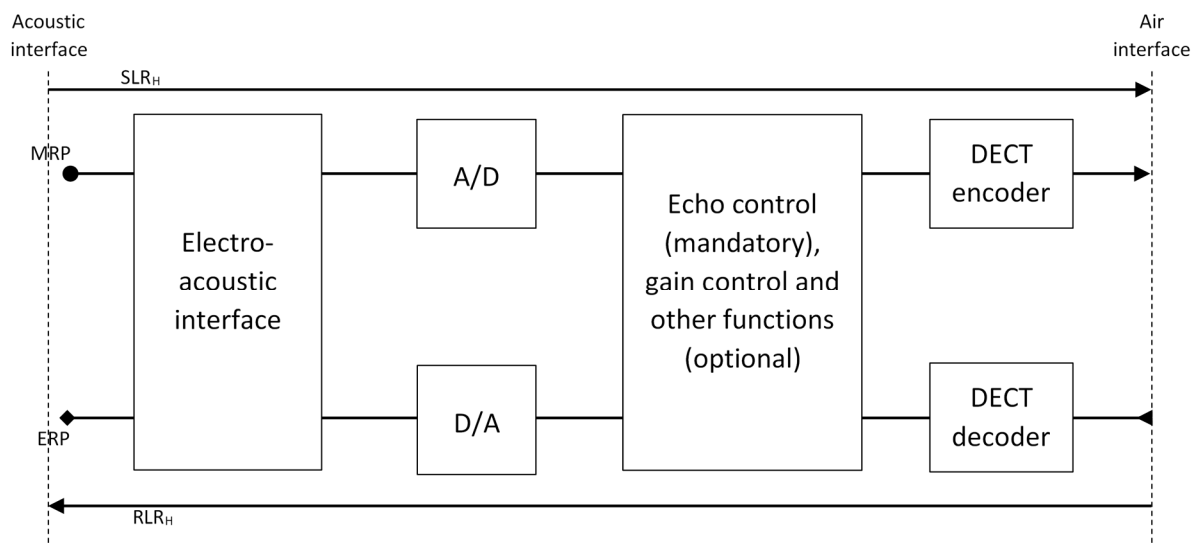 Acoustic
interface
Air
interface
SLRH
MRP
Electro-
acoustic
interface
A/D
Echo control
(mandatory),
gain control and
other functions
(optional)
DECT
encoder
ERP
D/A
DECT
decoder
RLRH